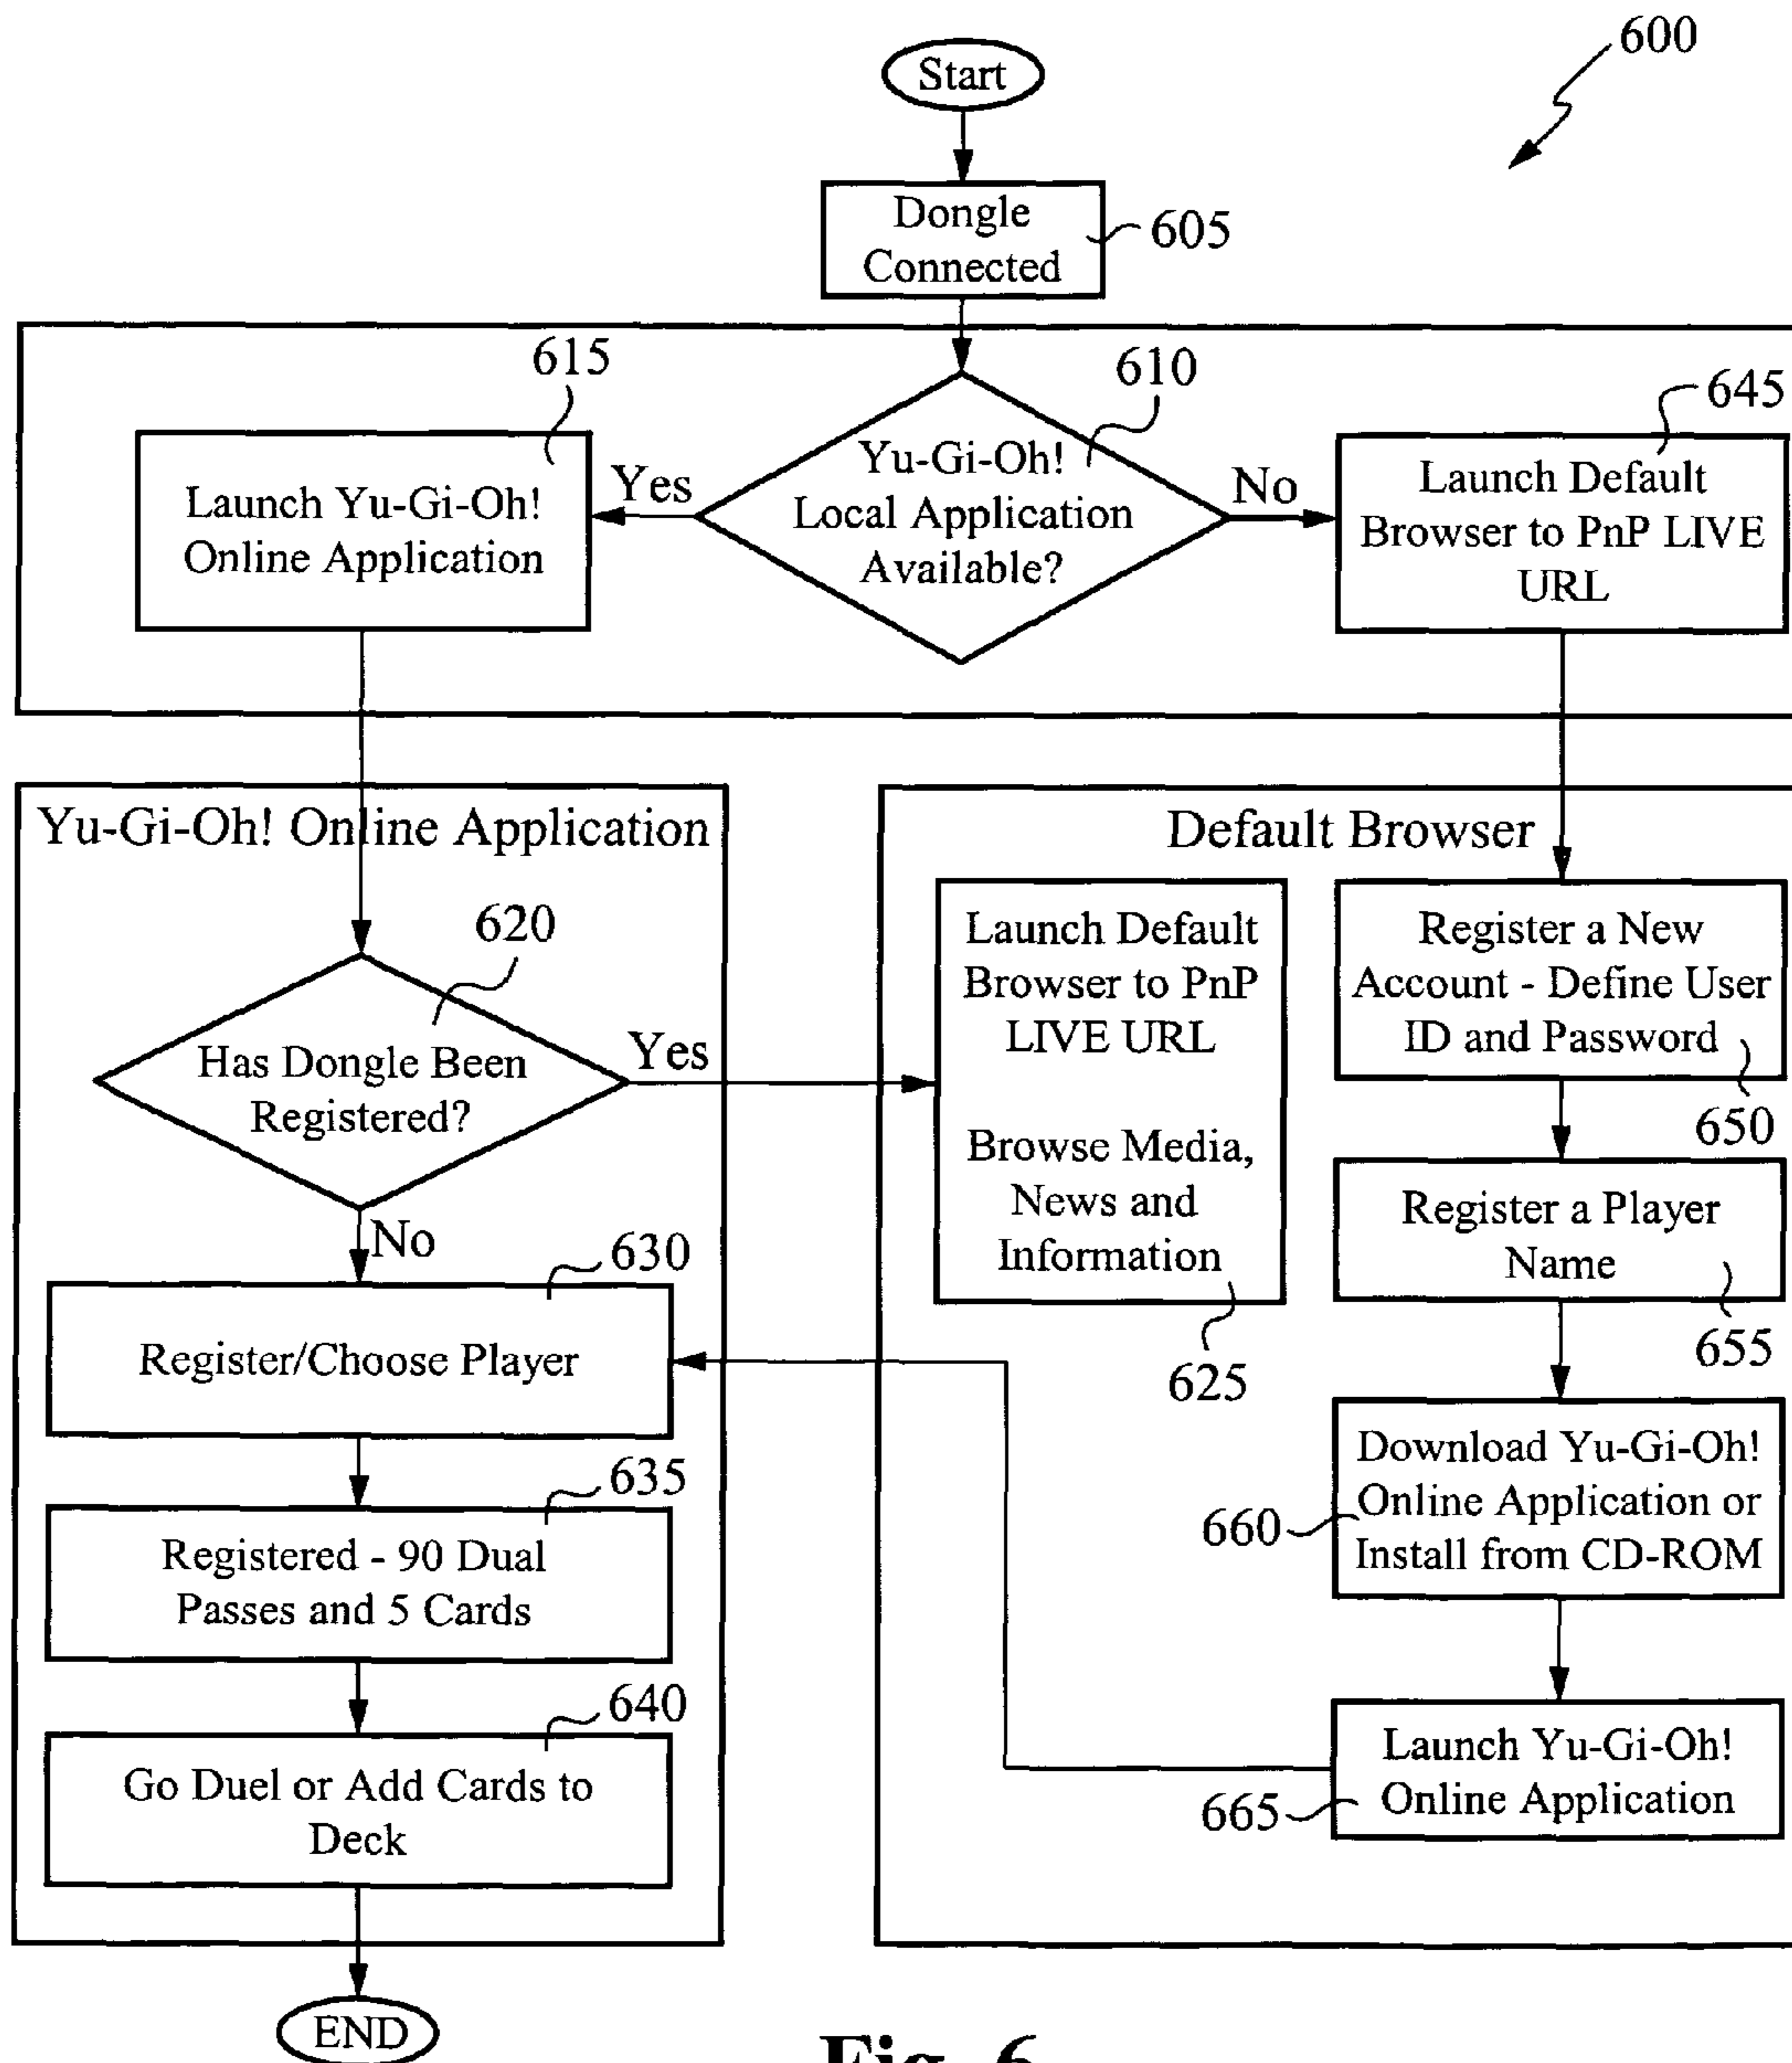 600
Start
Dongle
Connected
605
615
610
645
Launch Yu-Gi-Oh!
Online Application
Yes
Yu-Gi-Oh!
Local Application
Available?
No
Launch Default
Browser to PnP LIVE
URL
Yu-Gi-Oh! Online Application
620
Has Dongle Been
Registered?
Yes
No
630
Register/Choose Player
635
Registered - 90 Dual
Passes and 5 Cards
640
Go Duel or Add Cards to
Deck
END
Default Browser
Launch Default
Browser to PnP
LIVE URL
Browse Media,
News and
Information
625
Register a New
Account - Define User
ID and Password
650
Register a Player
Name
655
Download Yu-Gi-Oh!
Online Application or
Install from CD-ROM
660
Launch Yu-Gi-Oh!
Online Application
665
Fig. 6